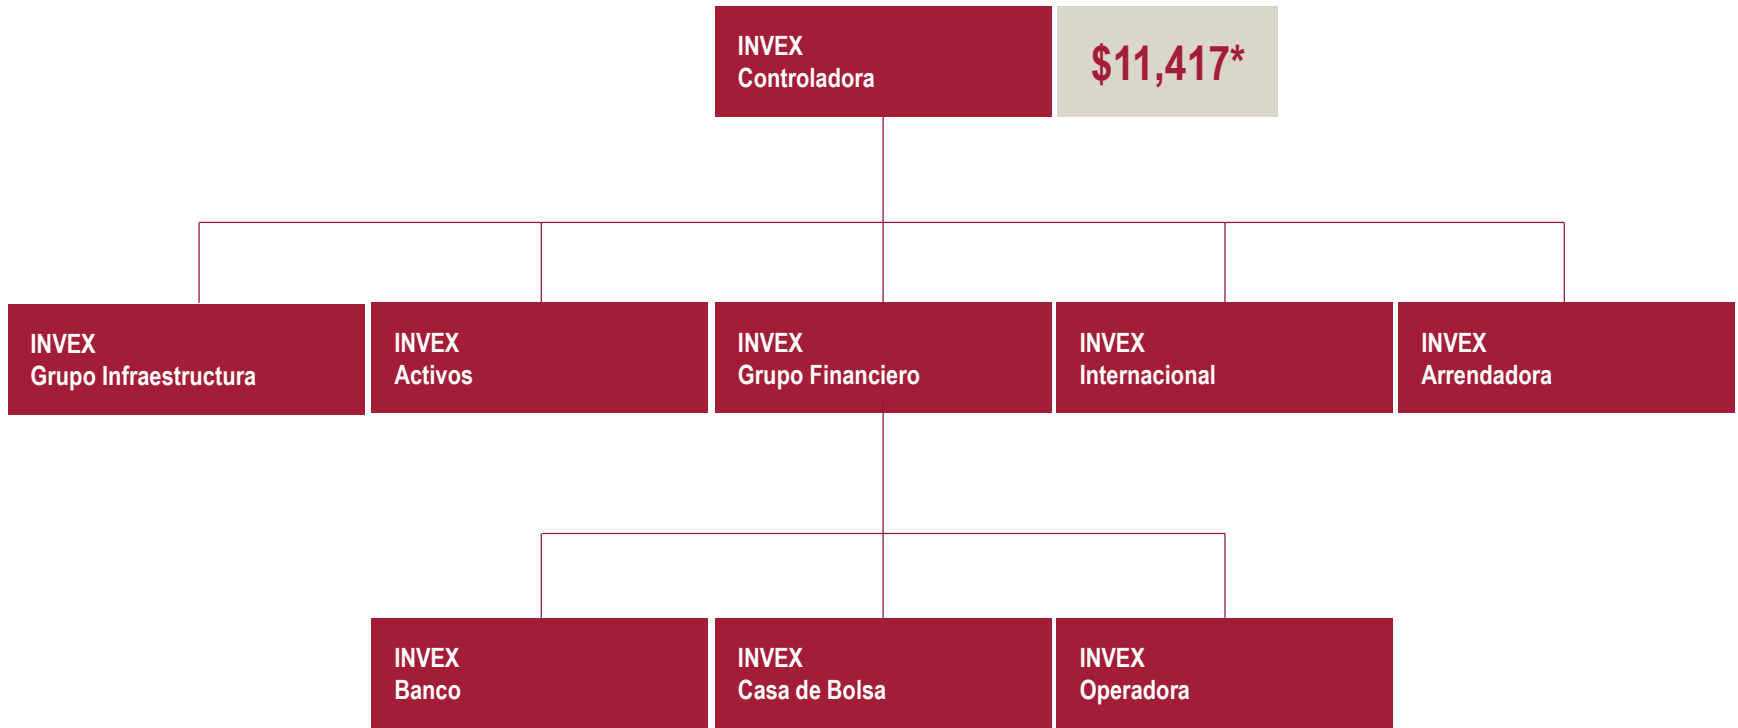 INVEX
Controladora
$11,417*
INVEX
Grupo Infraestructura
INVEX
Activos
INVEX
Grupo Financiero
INVEX
Internacional
INVEX
Arrendadora
INVEX
Banco
INVEX
Casa de Bolsa
INVEX
Operadora